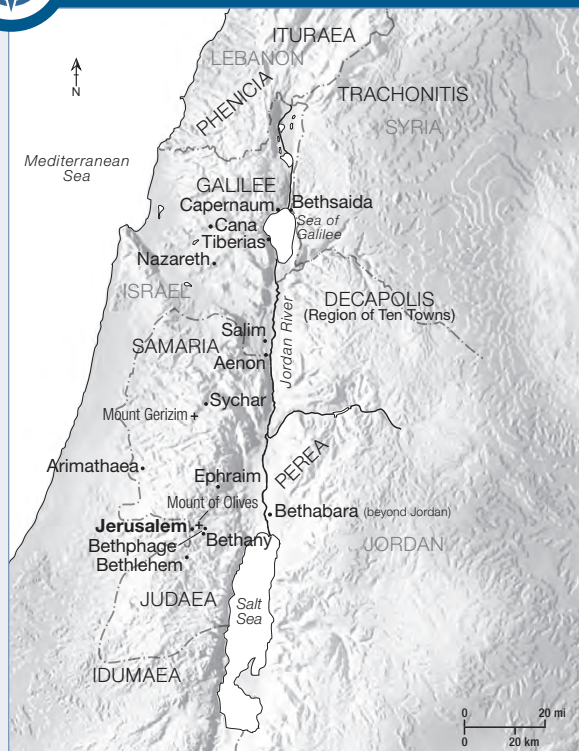 ITURAEA
LEBANON
N
PHENICIA
TRACHONITIS
SYRIA
Mediterranean
Sea
GALILEE
Capernaum
Bethsaida
Cana
Sea of
Galilee
Tiberias
Nazareth
ISRAEL
DECAPOLIS
(Region of Ten Towns)
Jordan River
Salim
SAMARIA
Aenon
Sychar
Mount Gerizim
PEREA
Arimathaea
Ephraim
Mount of Olives
Bethabara (beyond Jordan)
Jerusalem
Bethany
Bethphage
JORDAN
Bethlehem
JUDAEA
Salt
Sea
IDUMAEA
0 20 mi
0 20 km